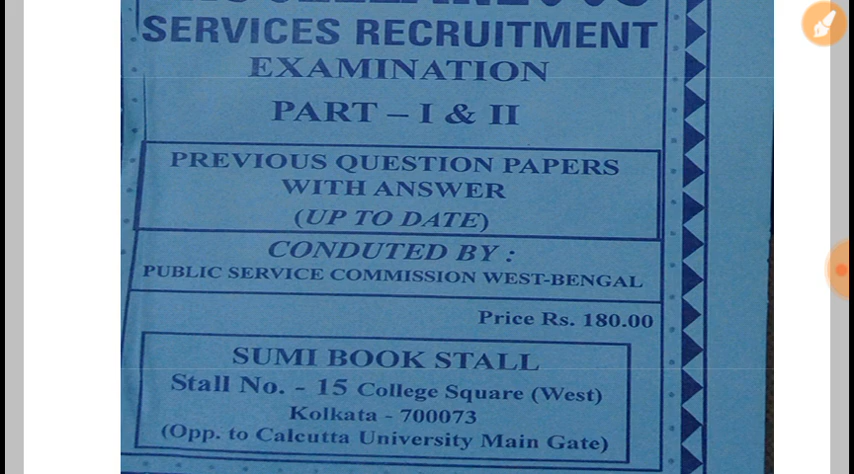 SERVICES RECRUITMENT
EXAMINATION
PART – I & II
PREVIOUS QUESTION PAPERS
WITH ANSWER
(UP TO DATE)
CONDUTED BY :
PUBLIC SERVICE COMMISSION WEST-BENGAL
Price Rs. 180.00
SUMI BOOK STALL
Stall No. - 15 College Square (West)
Kolkata - 700073
(Opp. to Calcutta University Main Gate)